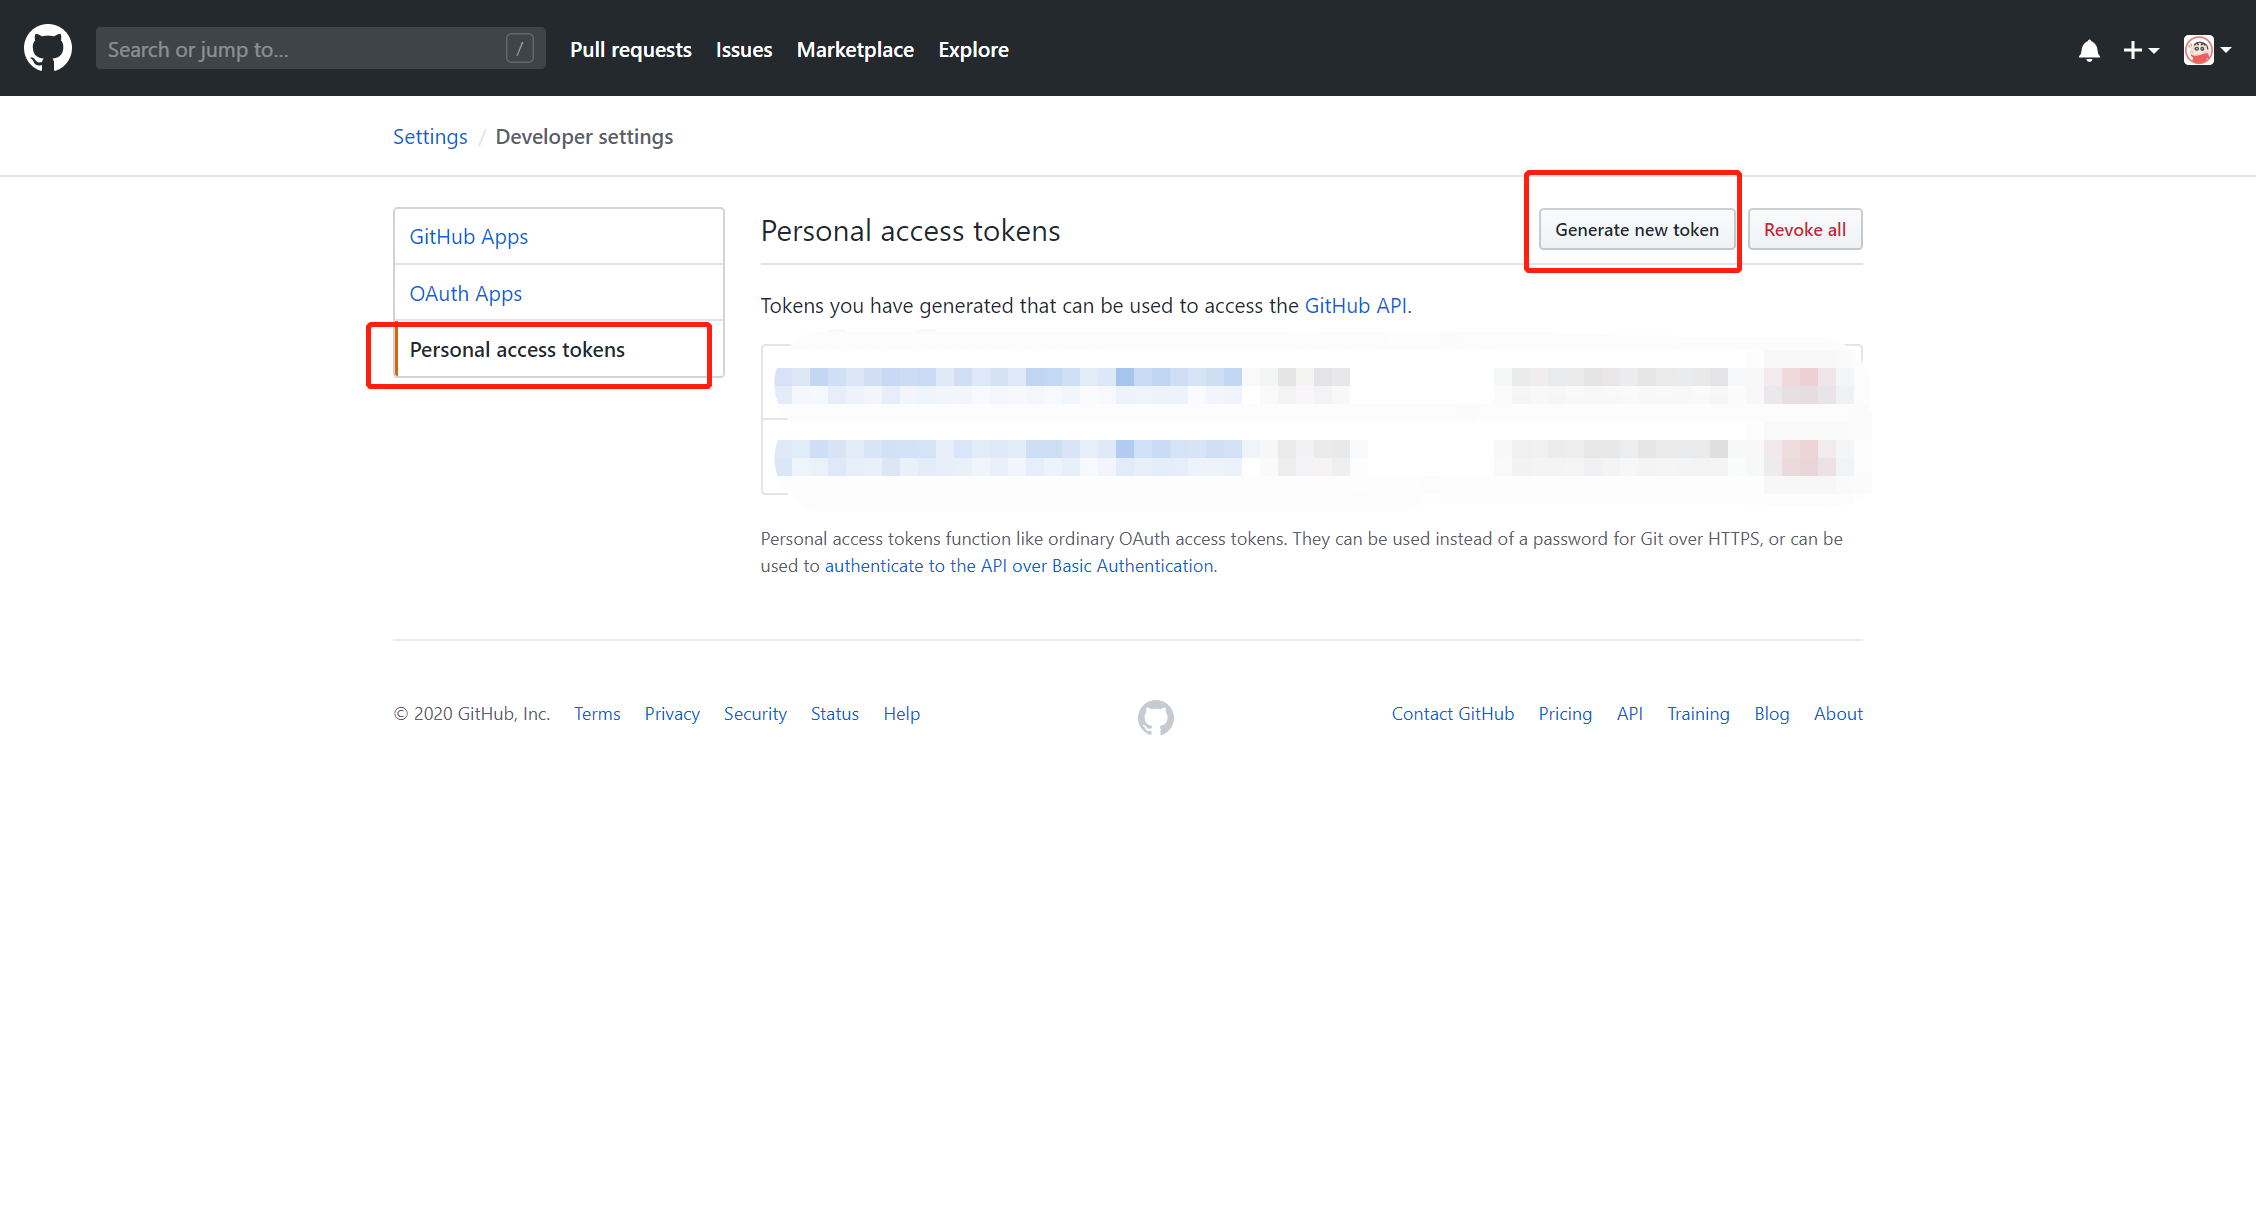 Search or jump to... / Pull requests Issues Marketplace Explore
Settings / Developer settings
GitHub Apps
OAuth Apps
Personal access tokens
Personal access tokens
Generate new token
Revoke all
Tokens you have generated that can be used to access the GitHub API.
Personal access tokens function like ordinary OAuth access tokens. They can be used instead of a password for Git over HTTPS, or can be
used to authenticate to the API over Basic Authentication.
© 2020 GitHub, Inc. Terms Privacy Security Status Help
Contact GitHub Pricing API Training Blog About